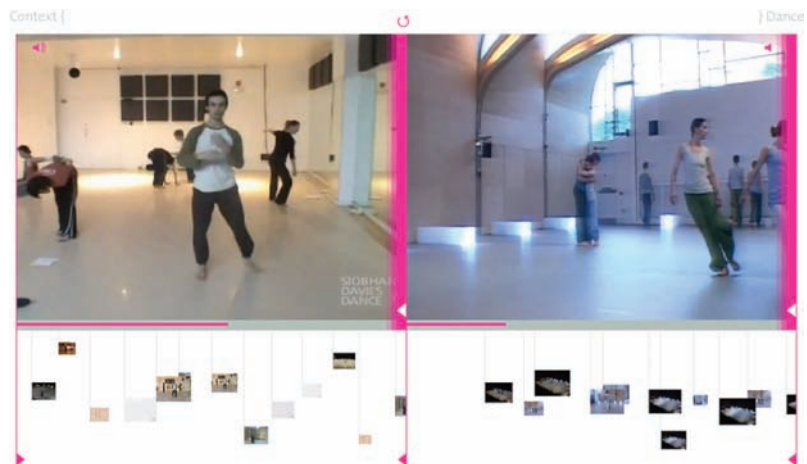 Context {
} Dance
SIOBHAN
DAVIES
DANCE